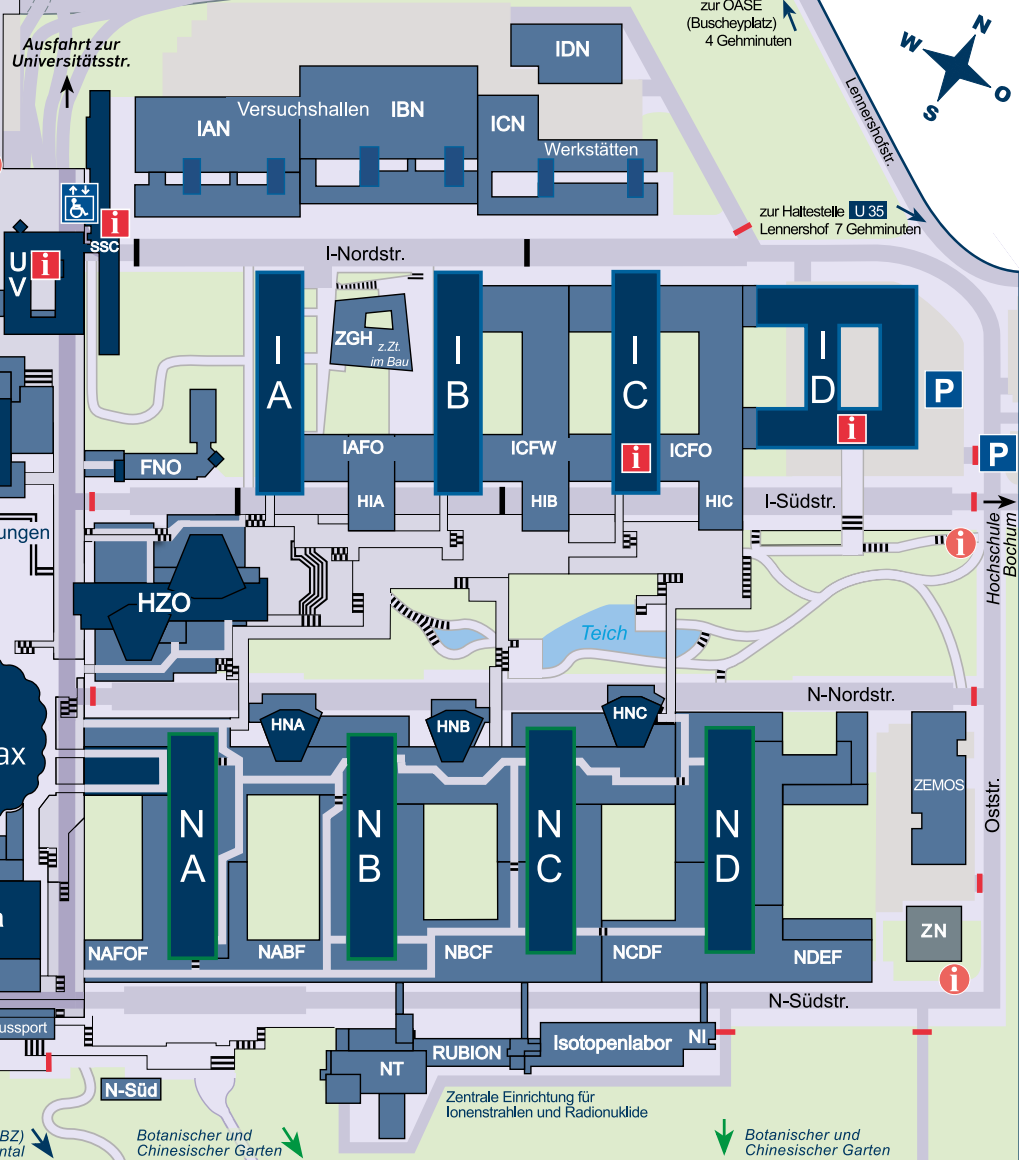 zur OASE
(Buscheyplatz)
4 Gehminuten
N
W
O
S
Ausfahrt zur
Universitätsstr.
IDN
Versuchshallen
IBN
IAN
ICN
Werkstätten
Lennershofstr.
zur Haltestelle U 35
Lennershof 7 Gehminuten
i
SSC
I-Nordstr.
U
V
i
ZGH
z.Zt.
im Bau
I
A
I
B
I
C
i
I
D
i
P
IAFO
ICFW
ICFO
FNO
HIA
HIB
HIC
I-Südstr.
P
Hochschule
Bochum
ungen
i
HZO
Teich
N-Nordstr.
HNA
HNB
HNC
ax
N
A
N
B
N
C
N
D
ZEMOS
Oststr.
a
NAFOF
NABF
NBCF
NCDF
NDEF
ZN
i
N-Südstr.
ussport
Isotopenlabor
NI
RUBION
NT
N-Süd
Zentrale Einrichtung für
Ionenstrahlen und Radionuklide
BZ)
ntal
Botanischer und
Chinesischer Garten
Botanischer und
Chinesischer Garten